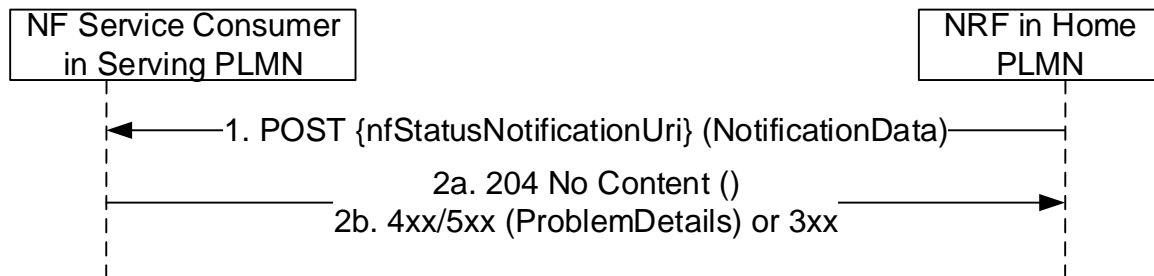 NF Service Consumer
in Serving PLMN
NRF in Home
PLMN
1. POST {nfStatusNotificationUri} (NotificationData)
2a. 204 No Content ()
2b. 4xx/5xx (ProblemDetails) or 3xx